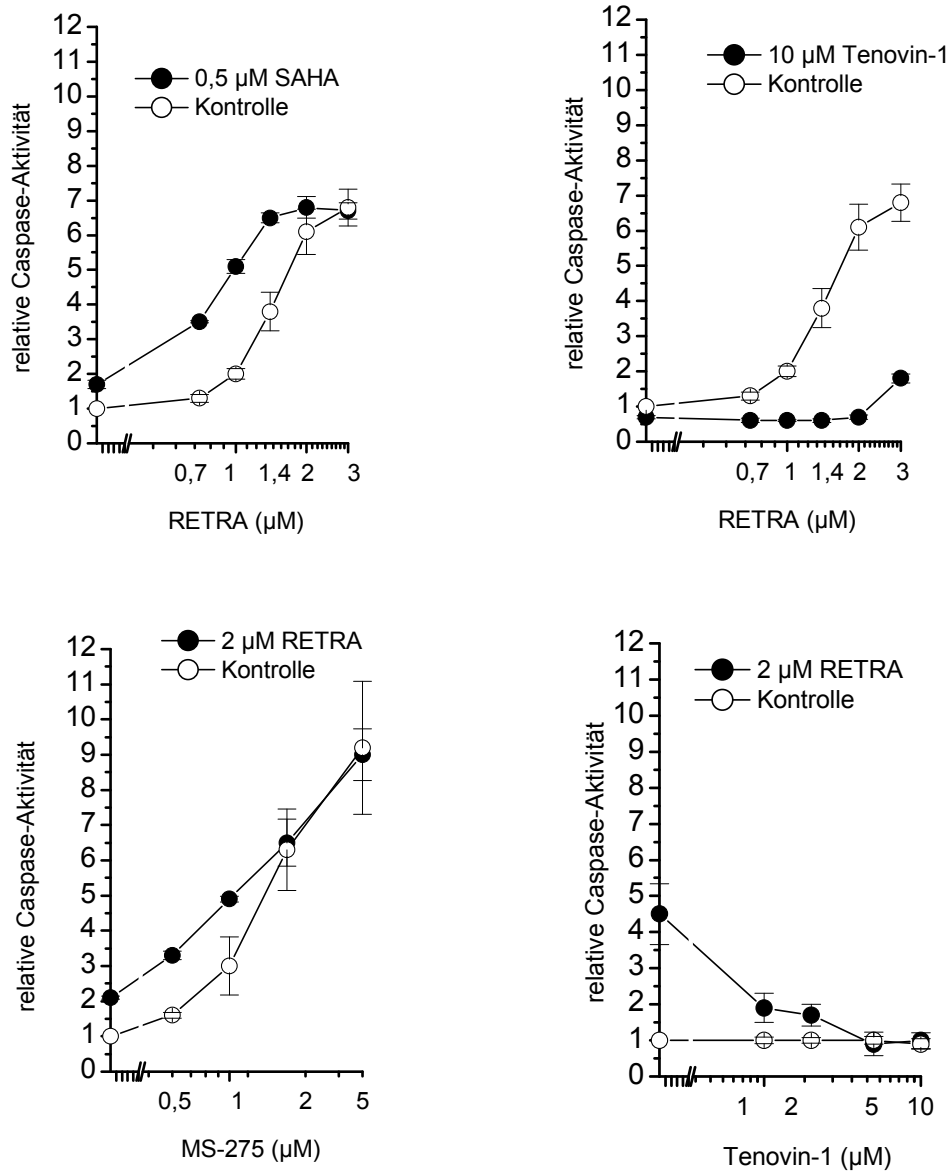 12
11
10
9
8
7
6
5
4
3
2
1
0
relative Caspase-Aktivität
0,5 µM SAHA
Kontrolle
0,7 1 1,4 2 3
RETRA (µM)
12
11
10
9
8
7
6
5
4
3
2
1
0
relative Caspase-Aktivität
10 µM Tenovin-1
Kontrolle
0,7 1 1,4 2 3
RETRA (µM)
12
11
10
9
8
7
6
5
4
3
2
1
0
relative Caspase-Aktivität
2 µM RETRA
Kontrolle
0,5 1 2 5
MS-275 (µM)
12
11
10
9
8
7
6
5
4
3
2
1
0
relative Caspase-Aktivität
2 µM RETRA
Kontrolle
1 2 5 10
Tenovin-1 (µM)